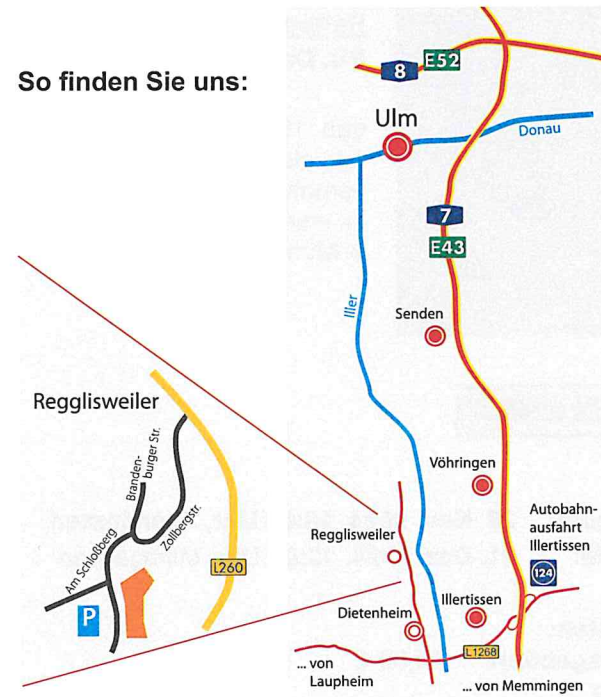 So finden Sie uns:
8
E52
Ulm
Donau
7
E43
Iller
Senden
Regglisweiler
Branden-
burger Str.
Zollbergstr.
Am Schloßberg
L260
P
Vöhringen
Autobahn-
ausfahrt
Illertissen
124
Regglisweiler
Dietenheim
Illertissen
L1268
... von
Laupheim
... von Memmingen